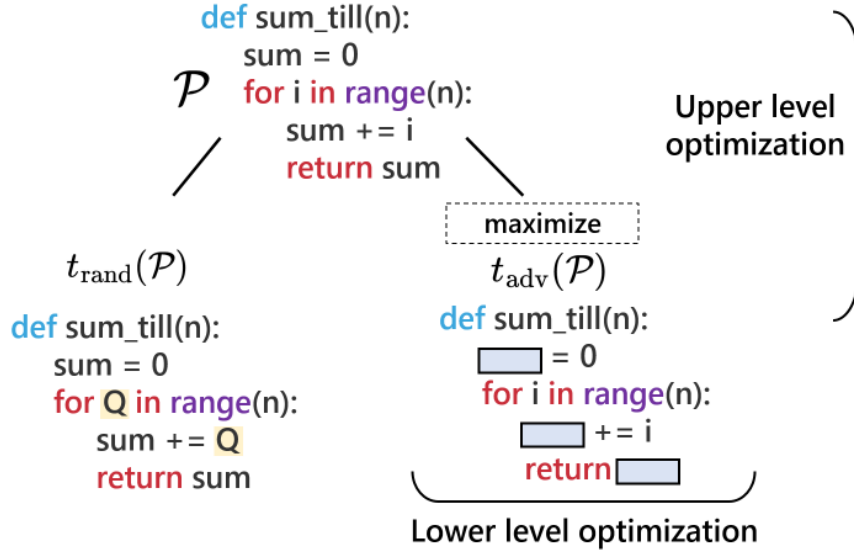 def sum_till(n):
sum = 0
𝒫
for i in range(n):
sum += i
return sum
Upper level
optimization
maximize
t_rand(𝒫)
t_adv(𝒫)
def sum_till(n):
sum = 0
for Q in range(n):
sum += Q
return sum
def sum_till(n):
= 0
for i in range(n):
+= i
return
Lower level optimization